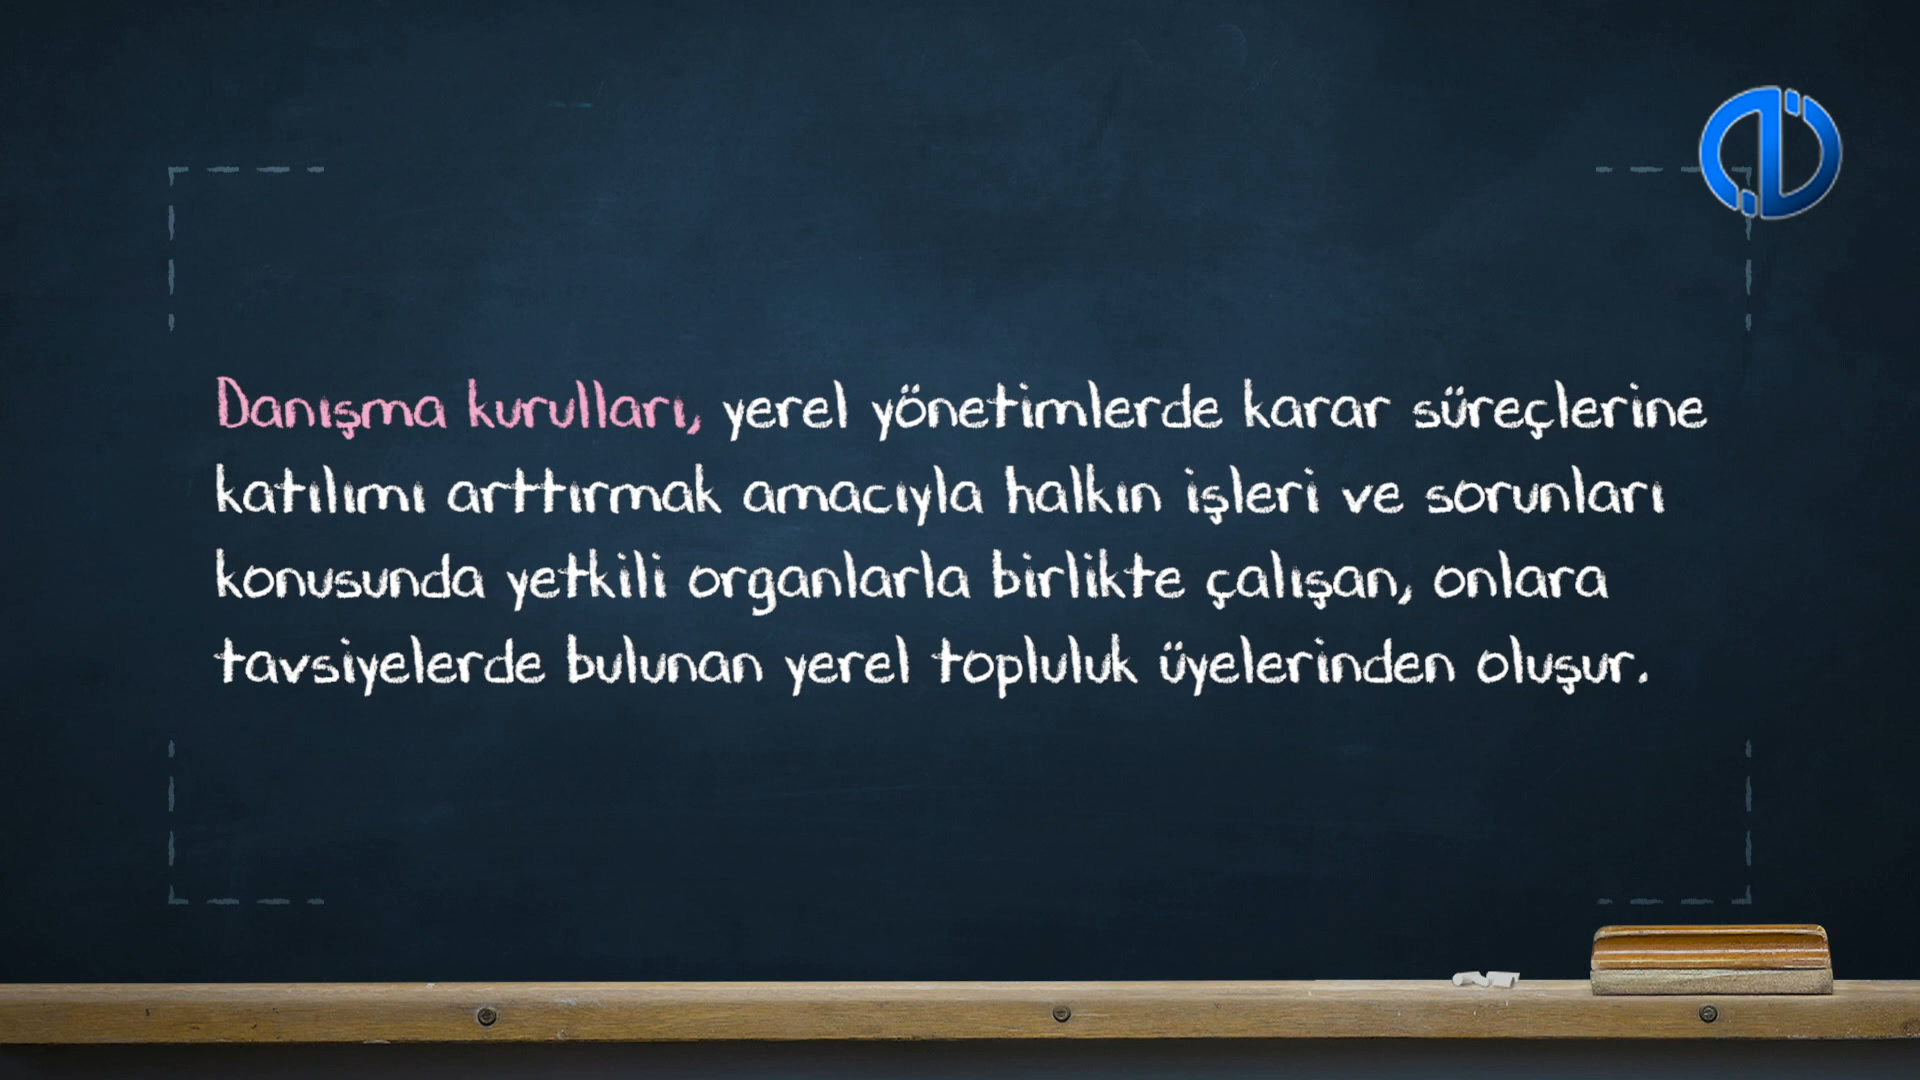 Danışma kurulları, yerel yönetimlerde karar süreçlerine
katılımı arttırmak amacıyla halkın işleri ve sorunları
konusunda yetkili organlarla birlikte çalışan, onlara
tavsiyelerde bulunan yerel topluluk üyelerinden oluşur.